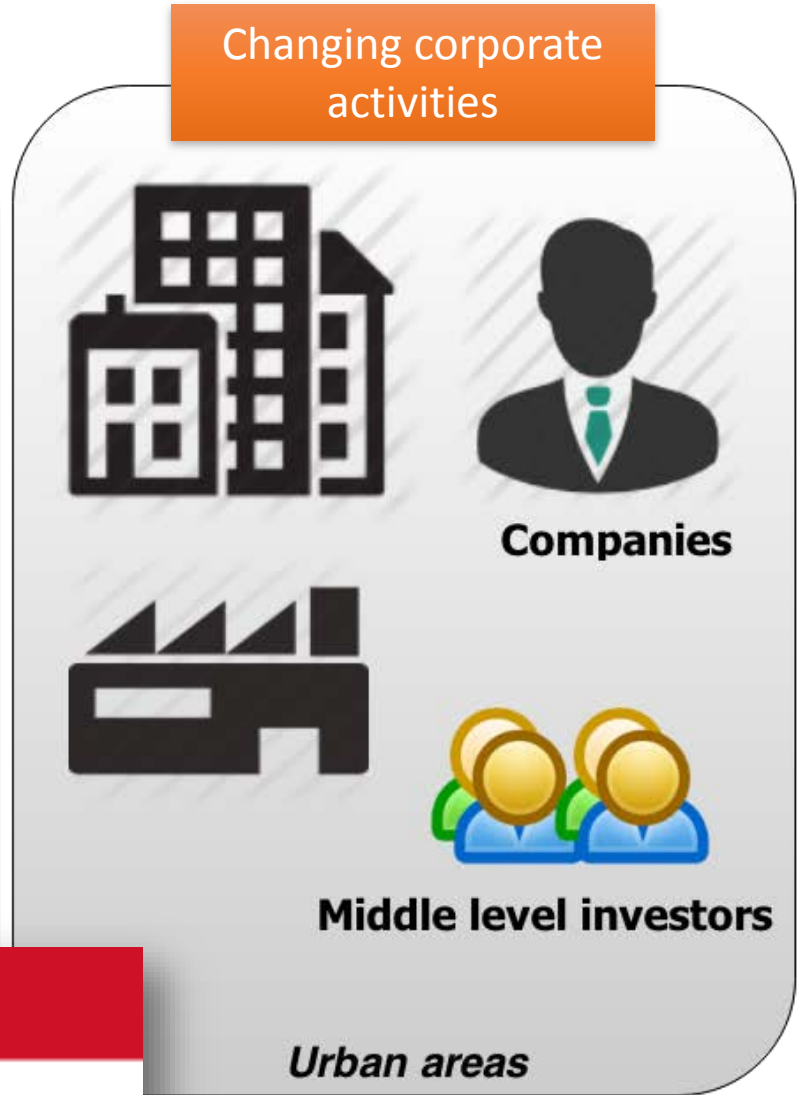 Changing corporate
activities
Companies
Middle level investors
Urban areas